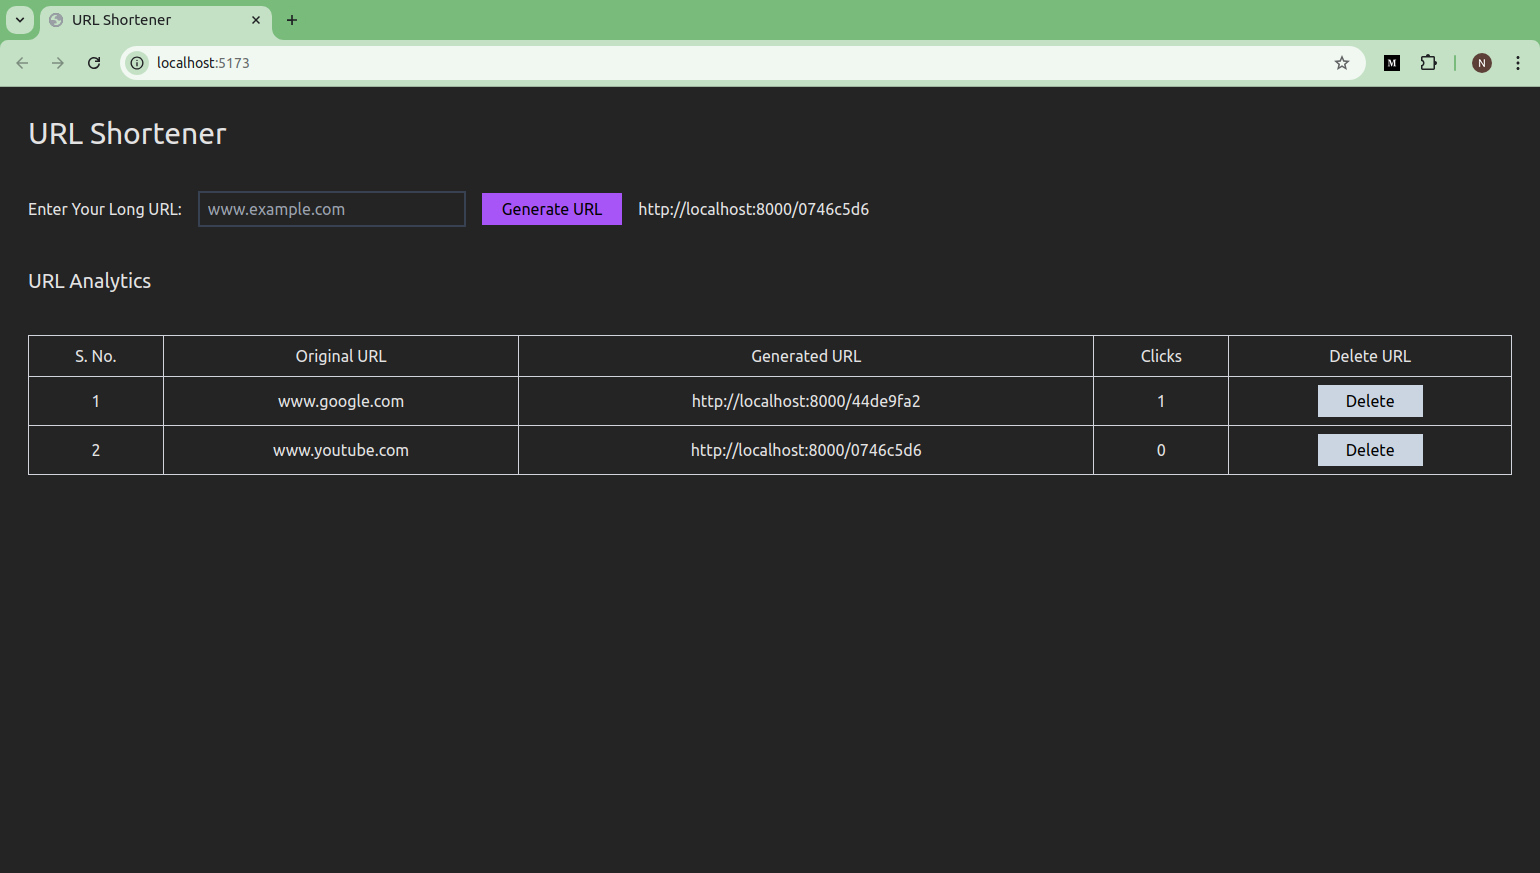 URL Shortener
localhost:5173
M
N
URL Shortener
Enter Your Long URL: www.example.com Generate URL http://localhost:8000/0746c5d6
URL Analytics
S. No. Original URL Generated URL Clicks Delete URL
1 www.google.com http://localhost:8000/44de9fa2 1 Delete
2 www.youtube.com http://localhost:8000/0746c5d6 0 Delete